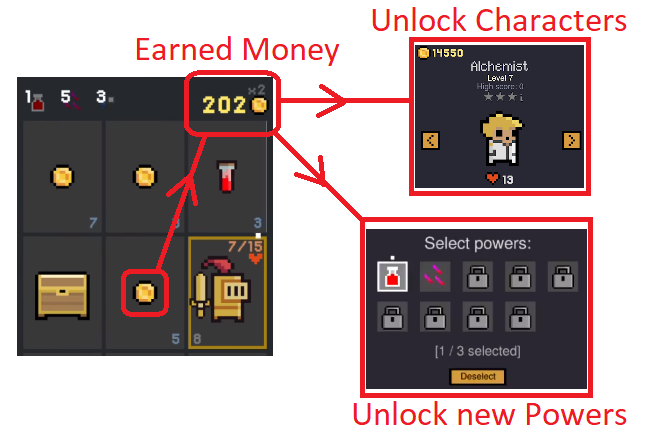 Unlock Characters
Earned Money
14550
Alchemist
Level 7
High score: 0
i
13
1 5 3
x2
202
7
3
7/15
5
8
Select powers:
[1 / 3 selected]
Deselect
Unlock new Powers